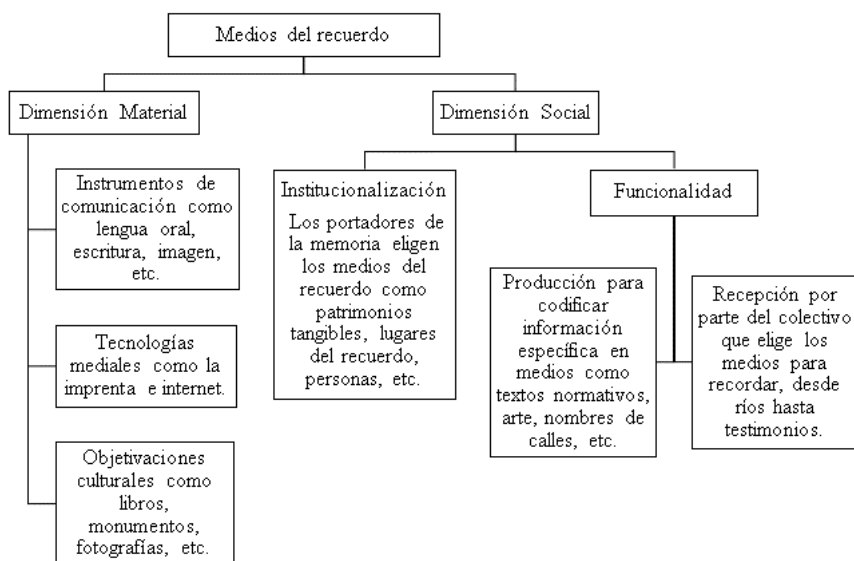 Medios del recuerdo
Dimensión Material
Dimensión Social
Instrumentos de
comunicación como
lengua oral,
escritura, imagen,
etc.
Tecnologías
mediales como la
imprenta e internet.
Objetivaciones
culturales como
libros,
monumentos,
fotografías, etc.
Institucionalización
Los portadores de
la memoria eligen
los medios del
recuerdo como
patrimonios
tangibles, lugares
del recuerdo,
personas, etc.
Funcionalidad
Producción para
codificar
información
específica en
medios como
textos normativos,
arte, nombres de
calles, etc.
Recepción por
parte del colectivo
que elige los
medios para
recordar, desde
ríos hasta
testimonios.